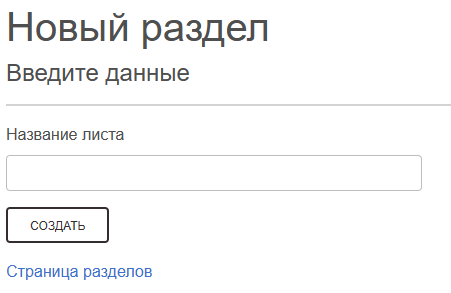 Новый раздел
Введите данные
Название листа
СОЗДАТЬ
Страница разделов